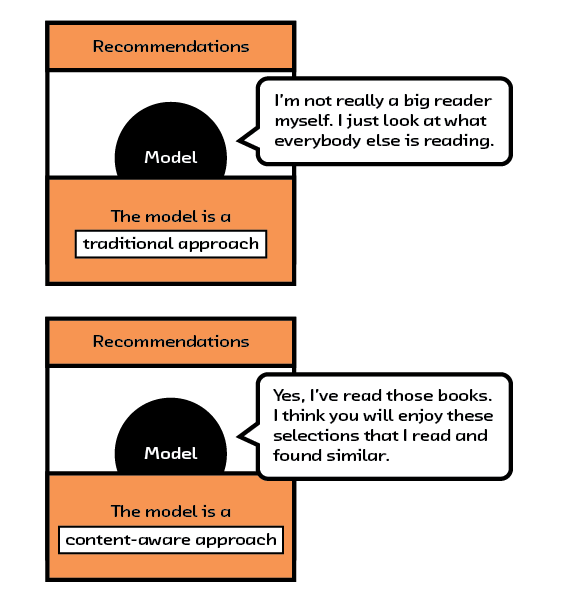 Recommendations
I'm not really a big reader
myself. I just look at what
everybody else is reading.
Model
The model is a
traditional approach
Recommendations
Yes, I've read those books.
I think you will enjoy these
selections that I read and
found similar.
Model
The model is a
content-aware approach